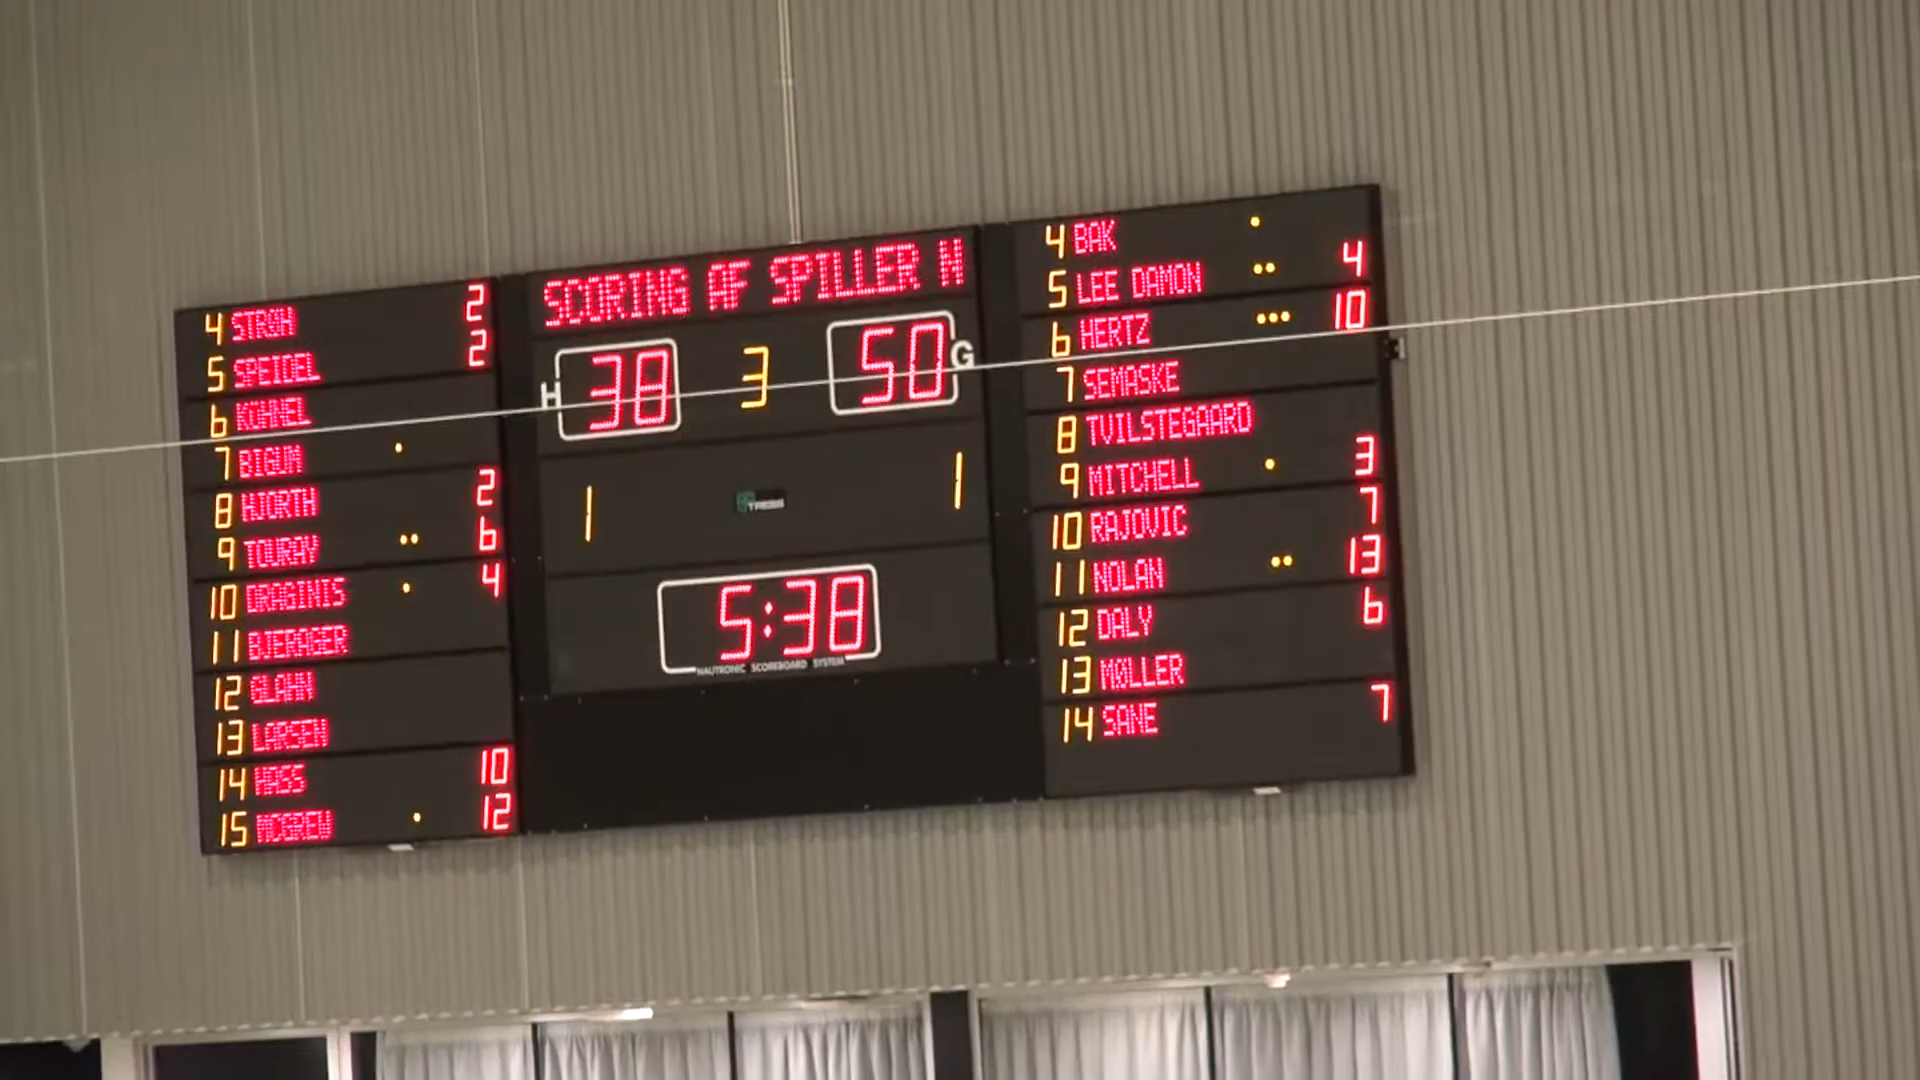 SCORING AF SPILLER H
H 38 3 50 G
1 1
5:38
NAUTRONIC SCOREBOARD SYSTEM
4 STRØH 2
5 SPEIDEL 2
6 KÖHNEL
7 BIGUM
8 HJORTH 2
9 TOURAY 6
10 DRABINIS 4
11 BJERAGER
12 GLAHN
13 LARSEN
14 HASS 10
15 MCGREW 12
4 BAK
5 LEE DAMON 4
6 HERTZ 10
7 SEMASKE
8 TVILSTEGAARD
9 MITCHELL 3
10 RAJOVIC 7
11 NOLAN 13
12 DALY 6
13 MØLLER
14 SANE 7